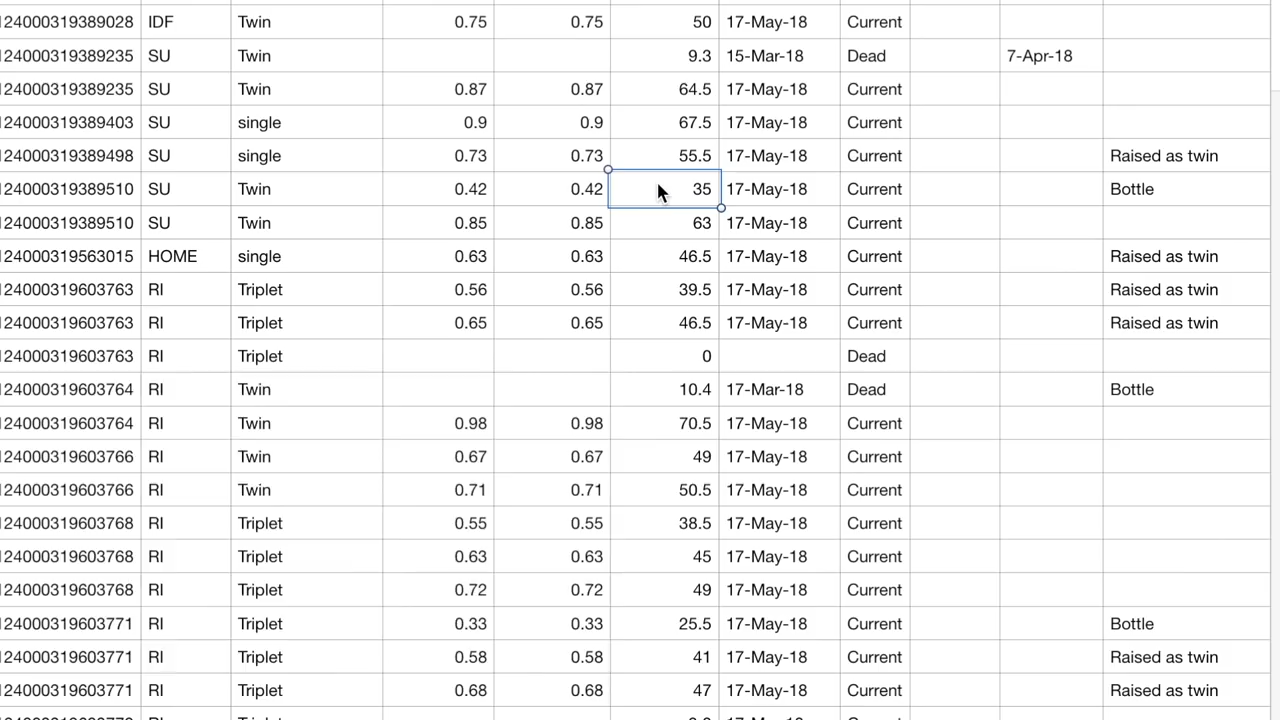 124000319389028 IDF Twin 0.75 0.75 50 17-May-18 Current
124000319389235 SU Twin 9.3 15-Mar-18 Dead 7-Apr-18
124000319389235 SU Twin 0.87 0.87 64.5 17-May-18 Current
124000319389403 SU single 0.9 0.9 67.5 17-May-18 Current
124000319389498 SU single 0.73 0.73 55.5 17-May-18 Current Raised as twin
124000319389510 SU Twin 0.42 0.42 35 17-May-18 Current Bottle
124000319389510 SU Twin 0.85 0.85 63 17-May-18 Current
124000319563015 HOME single 0.63 0.63 46.5 17-May-18 Current Raised as twin
124000319603763 RI Triplet 0.56 0.56 39.5 17-May-18 Current Raised as twin
124000319603763 RI Triplet 0.65 0.65 46.5 17-May-18 Current Raised as twin
124000319603763 RI Triplet 0 Dead
124000319603764 RI Twin 10.4 17-Mar-18 Dead Bottle
124000319603764 RI Twin 0.98 0.98 70.5 17-May-18 Current
124000319603766 RI Twin 0.67 0.67 49 17-May-18 Current
124000319603766 RI Twin 0.71 0.71 50.5 17-May-18 Current
124000319603768 RI Triplet 0.55 0.55 38.5 17-May-18 Current
124000319603768 RI Triplet 0.63 0.63 45 17-May-18 Current
124000319603768 RI Triplet 0.72 0.72 49 17-May-18 Current
124000319603771 RI Triplet 0.33 0.33 25.5 17-May-18 Current Bottle
124000319603771 RI Triplet 0.58 0.58 41 17-May-18 Current Raised as twin
124000319603771 RI Triplet 0.68 0.68 47 17-May-18 Current Raised as twin